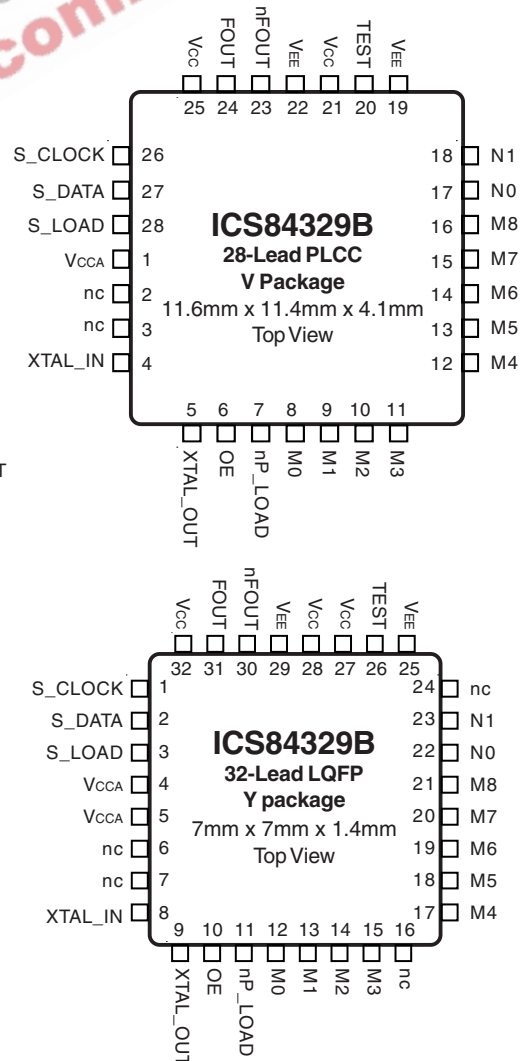 com
VCC
FOUT
nFOUT
VEE
VCC
TEST
VEE
25 24 23 22 21 20 19
S_CLOCK 26
S_DATA 27
S_LOAD 28
VCCA 1
nc 2
nc 3
XTAL_IN 4
ICS84329B
28-Lead PLCC
V Package
11.6mm x 11.4mm x 4.1mm
Top View
18 N1
17 N0
16 M8
15 M7
14 M6
13 M5
12 M4
5 6 7 8 9 10 11
XTAL_OUT
OE
nP_LOAD
M0
M1
M2
M3
T
VCC
FOUT
nFOUT
VEE
VCC
VCC
TEST
VEE
32 31 30 29 28 27 26 25
S_CLOCK 1
S_DATA 2
S_LOAD 3
VCCA 4
VCCA 5
nc 6
nc 7
XTAL_IN 8
ICS84329B
32-Lead LQFP
Y package
7mm x 7mm x 1.4mm
Top View
24 nc
23 N1
22 N0
21 M8
20 M7
19 M6
18 M5
17 M4
9 10 11 12 13 14 15 16
XTAL_OUT
OE
nP_LOAD
M0
M1
M2
M3
nc